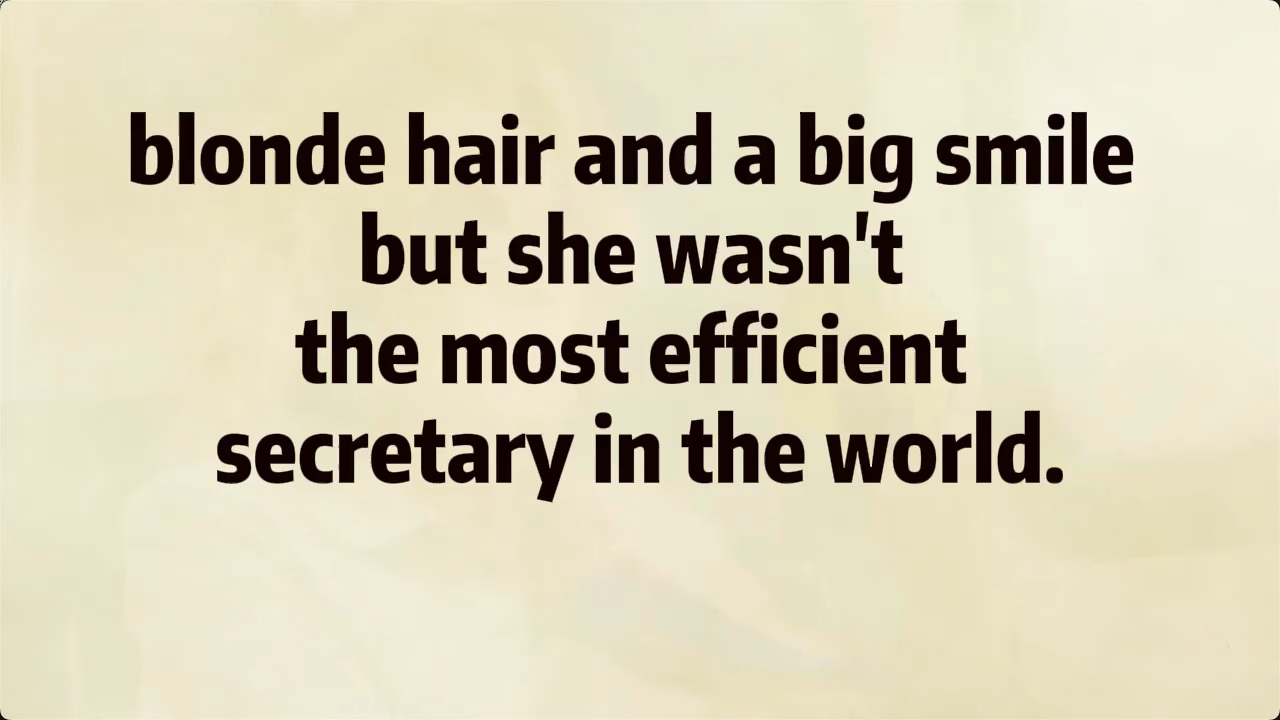 blonde hair and a big smile
but she wasn't
the most efficient
secretary in the world.